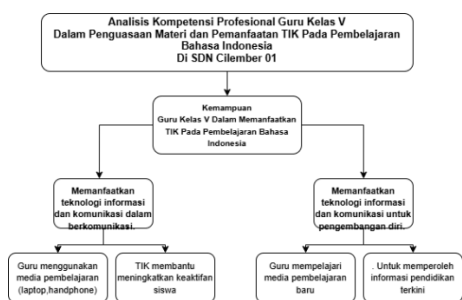 Analisis Kompetensi Profesional Guru Kelas V
Dalam Penguasaan Materi dan Pemanfaatan TIK Pada Pembelajaran
Bahasa Indonesia
Di SDN Cilember 01
Kemampuan
Guru Kelas V Dalam Memanfaatkan
TIK Pada Pembelajaran Bahasa
Indonesia
Memanfaatkan
teknologi informasi
dan komunikasi dalam
berkomunikasi.
Memanfaatkan
teknologi informasi
dan komunikasi untuk
pengembangan diri.
Guru menggunakan
media pembelajaran
(laptop,handphone)
TIK membantu
meningkatkan keaktifan
siswa
Guru mempelajari
media pembelajaran
baru
. Untuk memperoleh
informasi pendidikan
terkini